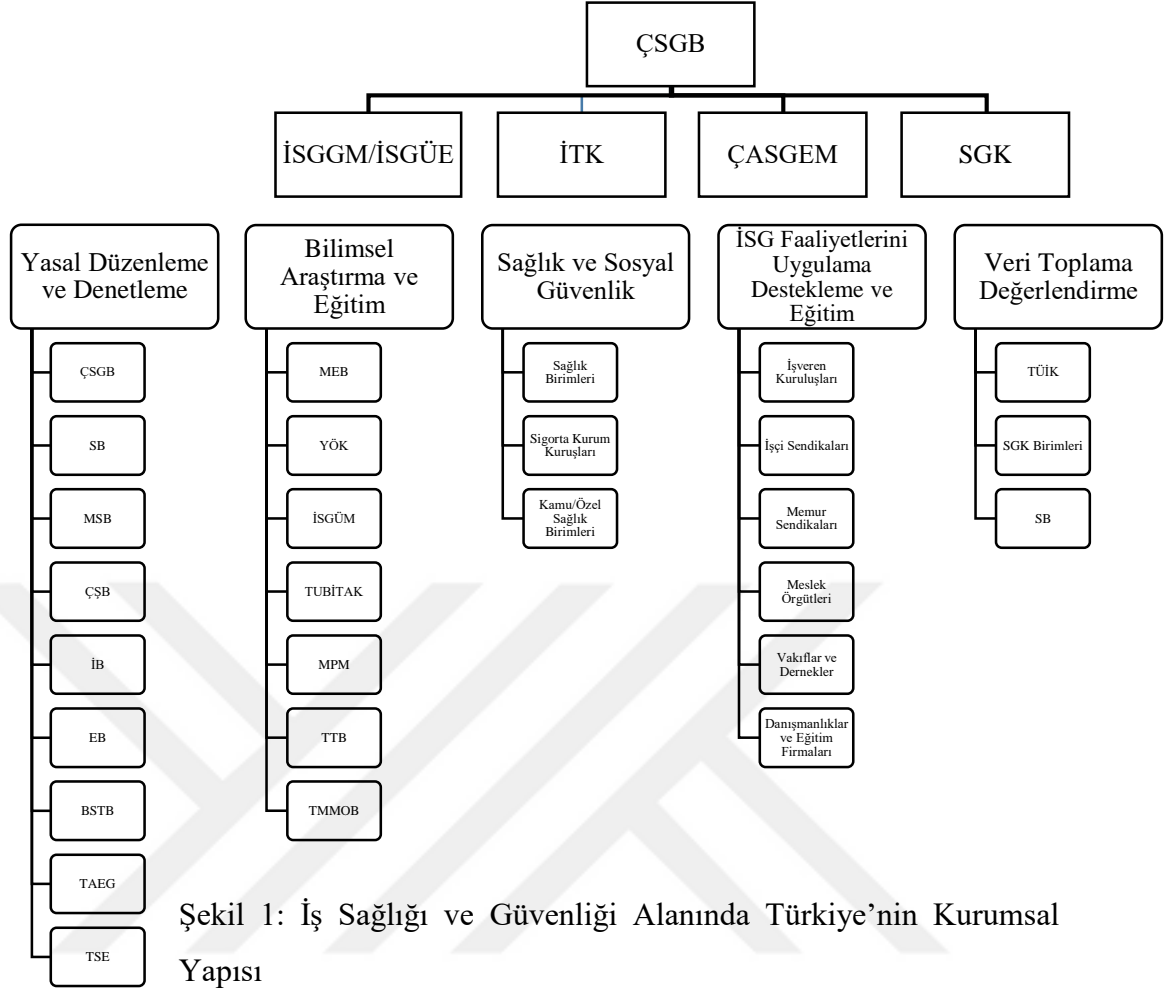 ÇSGB
İSGGM/İSGÜE
İTK
ÇASGEM
SGK
Yasal Düzenleme
ve Denetleme
ÇSGB
SB
MSB
ÇŞB
İB
EB
BSTB
TAEG
TSE
Bilimsel
Araştırma ve
Eğitim
MEB
YÖK
İSGÜM
TUBİTAK
MPM
TTB
TMMOB
Sağlık ve Sosyal
Güvenlik
Sağlık
Birimleri
Sigorta Kurum
Kuruşları
Kamu/Özel
Sağlık
Birimleri
İSG Faaliyetlerini
Uygulama
Destekleme ve
Eğitim
İşveren
Kuruluşları
İşçi Sendikaları
Memur
Sendikaları
Meslek
Örgütleri
Vakıflar ve
Dernekler
Danışmanlıklar
ve Eğitim
Firmaları
Veri Toplama
Değerlendirme
TÜİK
SGK Birimleri
SB
Şekil 1: İş Sağlığı ve Güvenliği Alanında Türkiye’nin Kurumsal
Yapısı